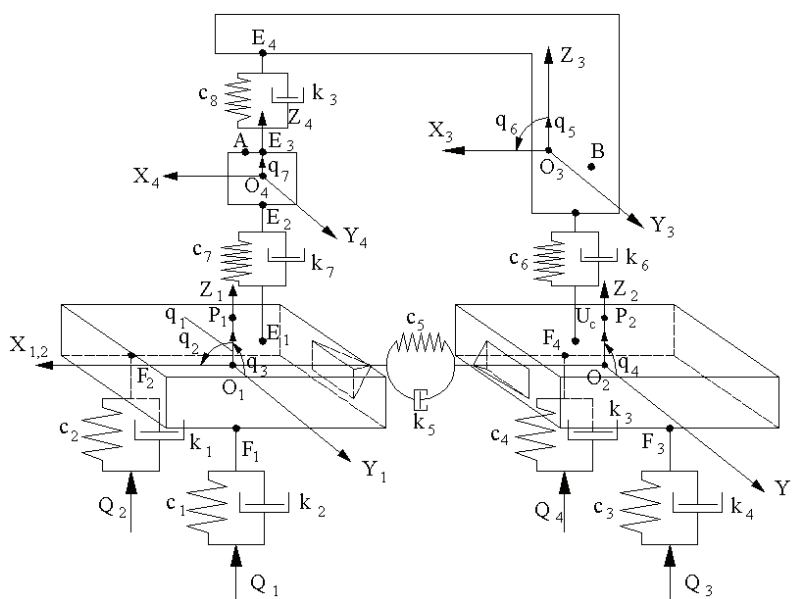 E4
Z3
c8
k3
Z4
q6
q5
X3
A
E3
B
q7
O3
X4
O4
E2
Y4
Y3
c7
k7
c6
k6
Z1
Z2
q1
P1
Uc
P2
q2
E1
c5
F4
X1,2
q3
F2
O1
O2
q4
k5
k3
c2
k1
c4
F1
F3
Y1
Y
Q2
c1
k2
Q4
c3
k4
Q1
Q3